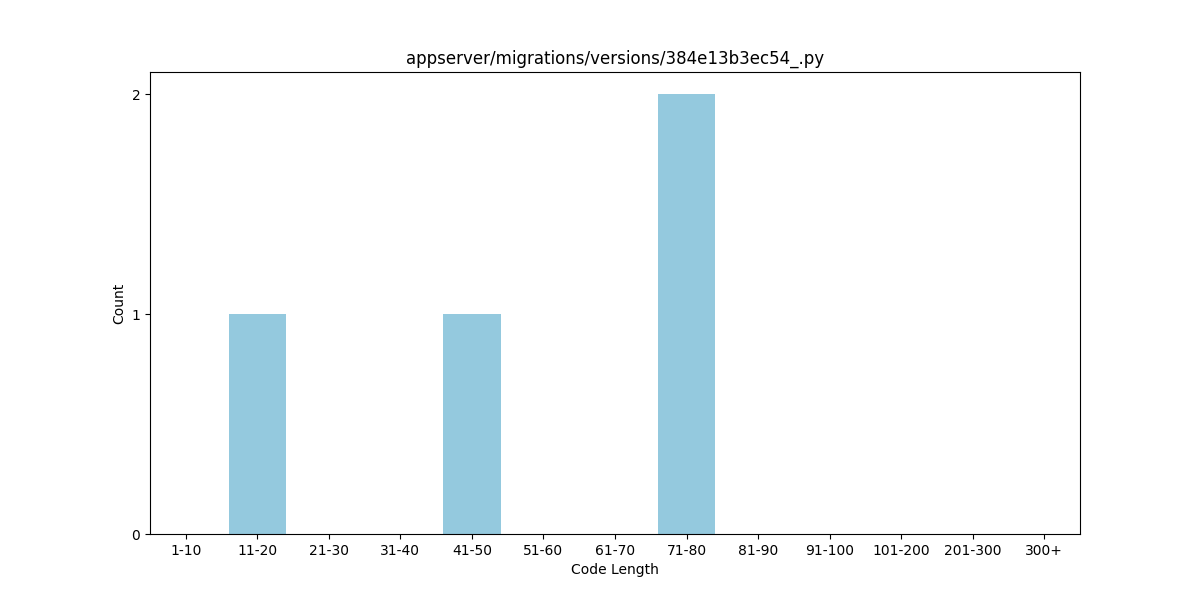 appserver/migrations/versions/384e13b3ec54_.py
2
1
0
Count
1-10 11-20 21-30 31-40 41-50 51-60 61-70 71-80 81-90 91-100 101-200 201-300 300+
Code Length